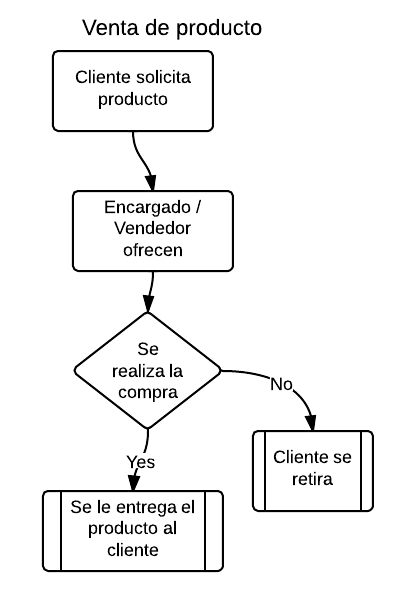 Venta de producto
Cliente solicita
producto
Encargado /
Vendedor
ofrecen
Se
realiza la
compra
No
Cliente se
retira
Yes
Se le entrega el
producto al
cliente